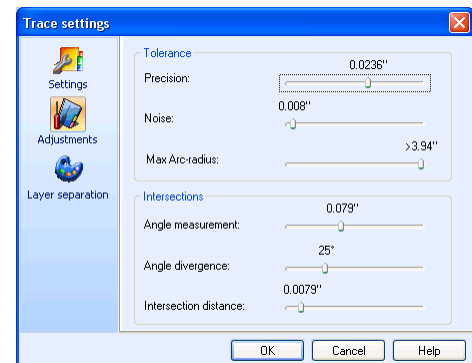 Trace settings
Settings
Adjustments
Layer separation
Tolerance
0.0236"
Precision:
0.008"
Noise:
>3.94"
Max Arc-radius:
Intersections
0.079"
Angle measurement:
25°
Angle divergence:
0.0079"
Intersection distance:
OK Cancel Help